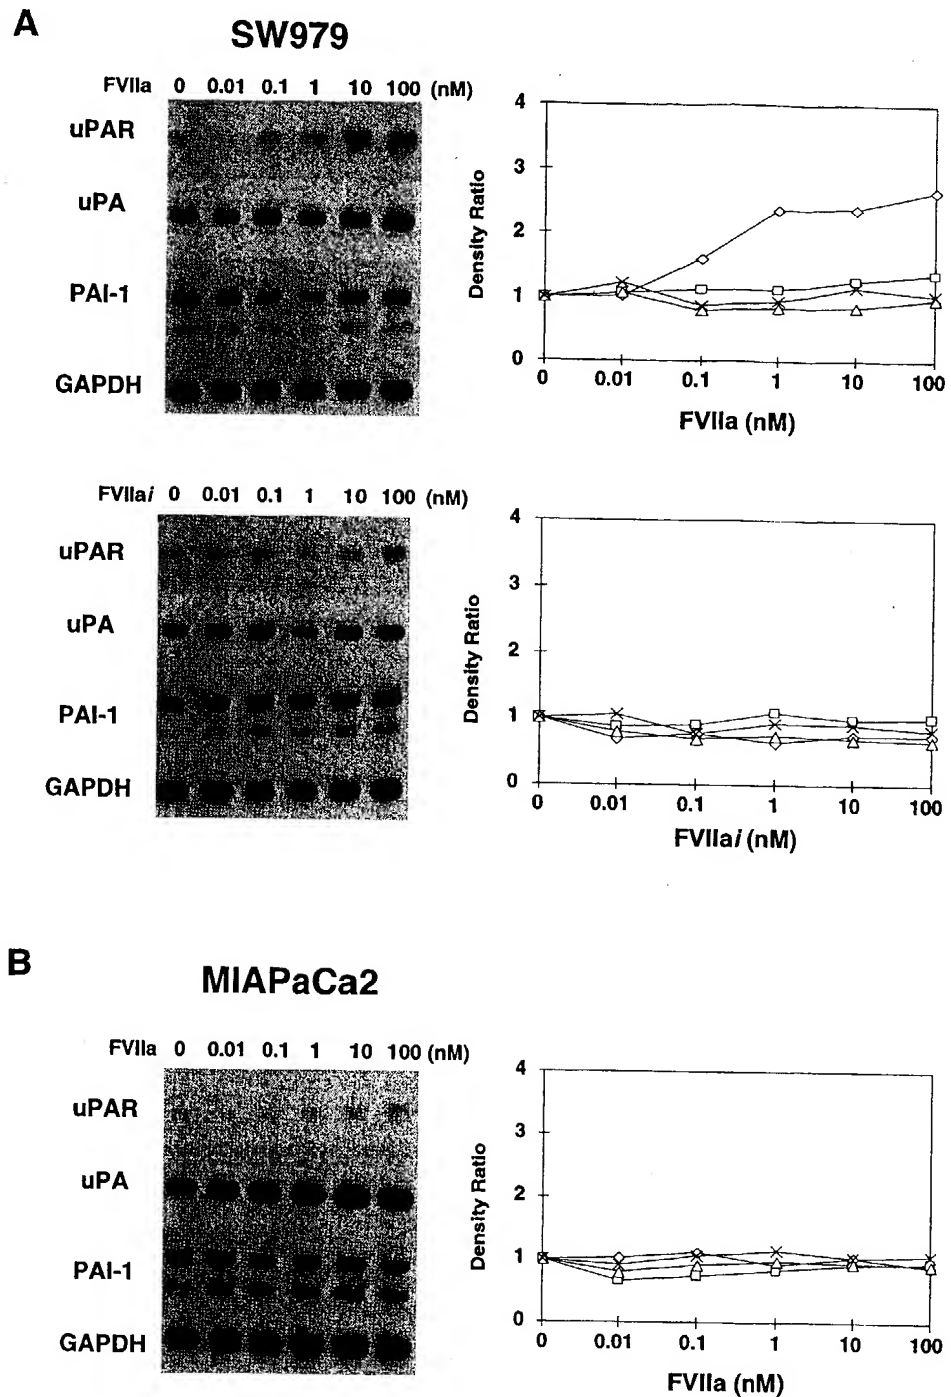 A
SW979
FVIIa 0 0.01 0.1 1 10 100 (nM)
uPAR
uPA
PAI-1
GAPDH
4
3
2
1
0
Density Ratio
0 0.01 0.1 1 10 100
FVIIa (nM)
FVIIai 0 0.01 0.1 1 10 100 (nM)
uPAR
uPA
PAI-1
GAPDH
4
3
2
1
0
Density Ratio
0 0.01 0.1 1 10 100
FVIIai (nM)
B
MIAPaCa2
FVIIa 0 0.01 0.1 1 10 100 (nM)
uPAR
uPA
PAI-1
GAPDH
4
3
2
1
0
Density Ratio
0 0.01 0.1 1 10 100
FVIIa (nM)